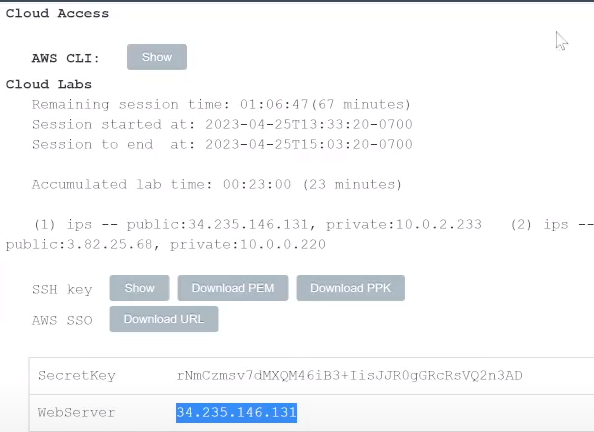 Cloud Access
AWS CLI: Show
Cloud Labs
Remaining session time: 01:06:47(67 minutes)
Session started at: 2023-04-25T13:33:20-0700
Session to end at: 2023-04-25T15:03:20-0700
Accumulated lab time: 00:23:00 (23 minutes)
(1) ips -- public:34.235.146.131, private:10.0.2.233 (2) ips --
public:3.82.25.68, private:10.0.0.220
SSH key Show Download PEM Download PPK
AWS SSO Download URL
SecretKey rNmCzmsv7dMXQM46iB3+IisJJR0gGRcRsVQ2n3AD
WebServer 34.235.146.131